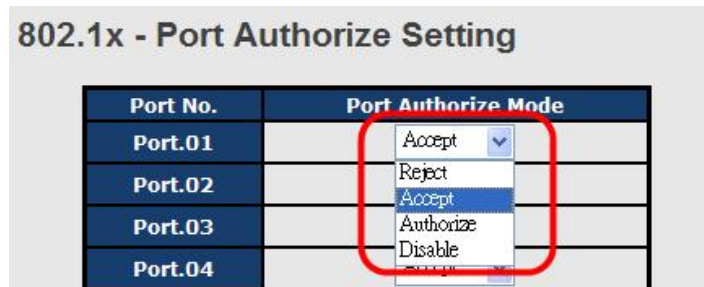 802.1x - Port Authorize Setting
Port No. Port Authorize Mode
Port.01 Accept
Port.02 Reject
Accept
Port.03 Authorize
Disable
Port.04